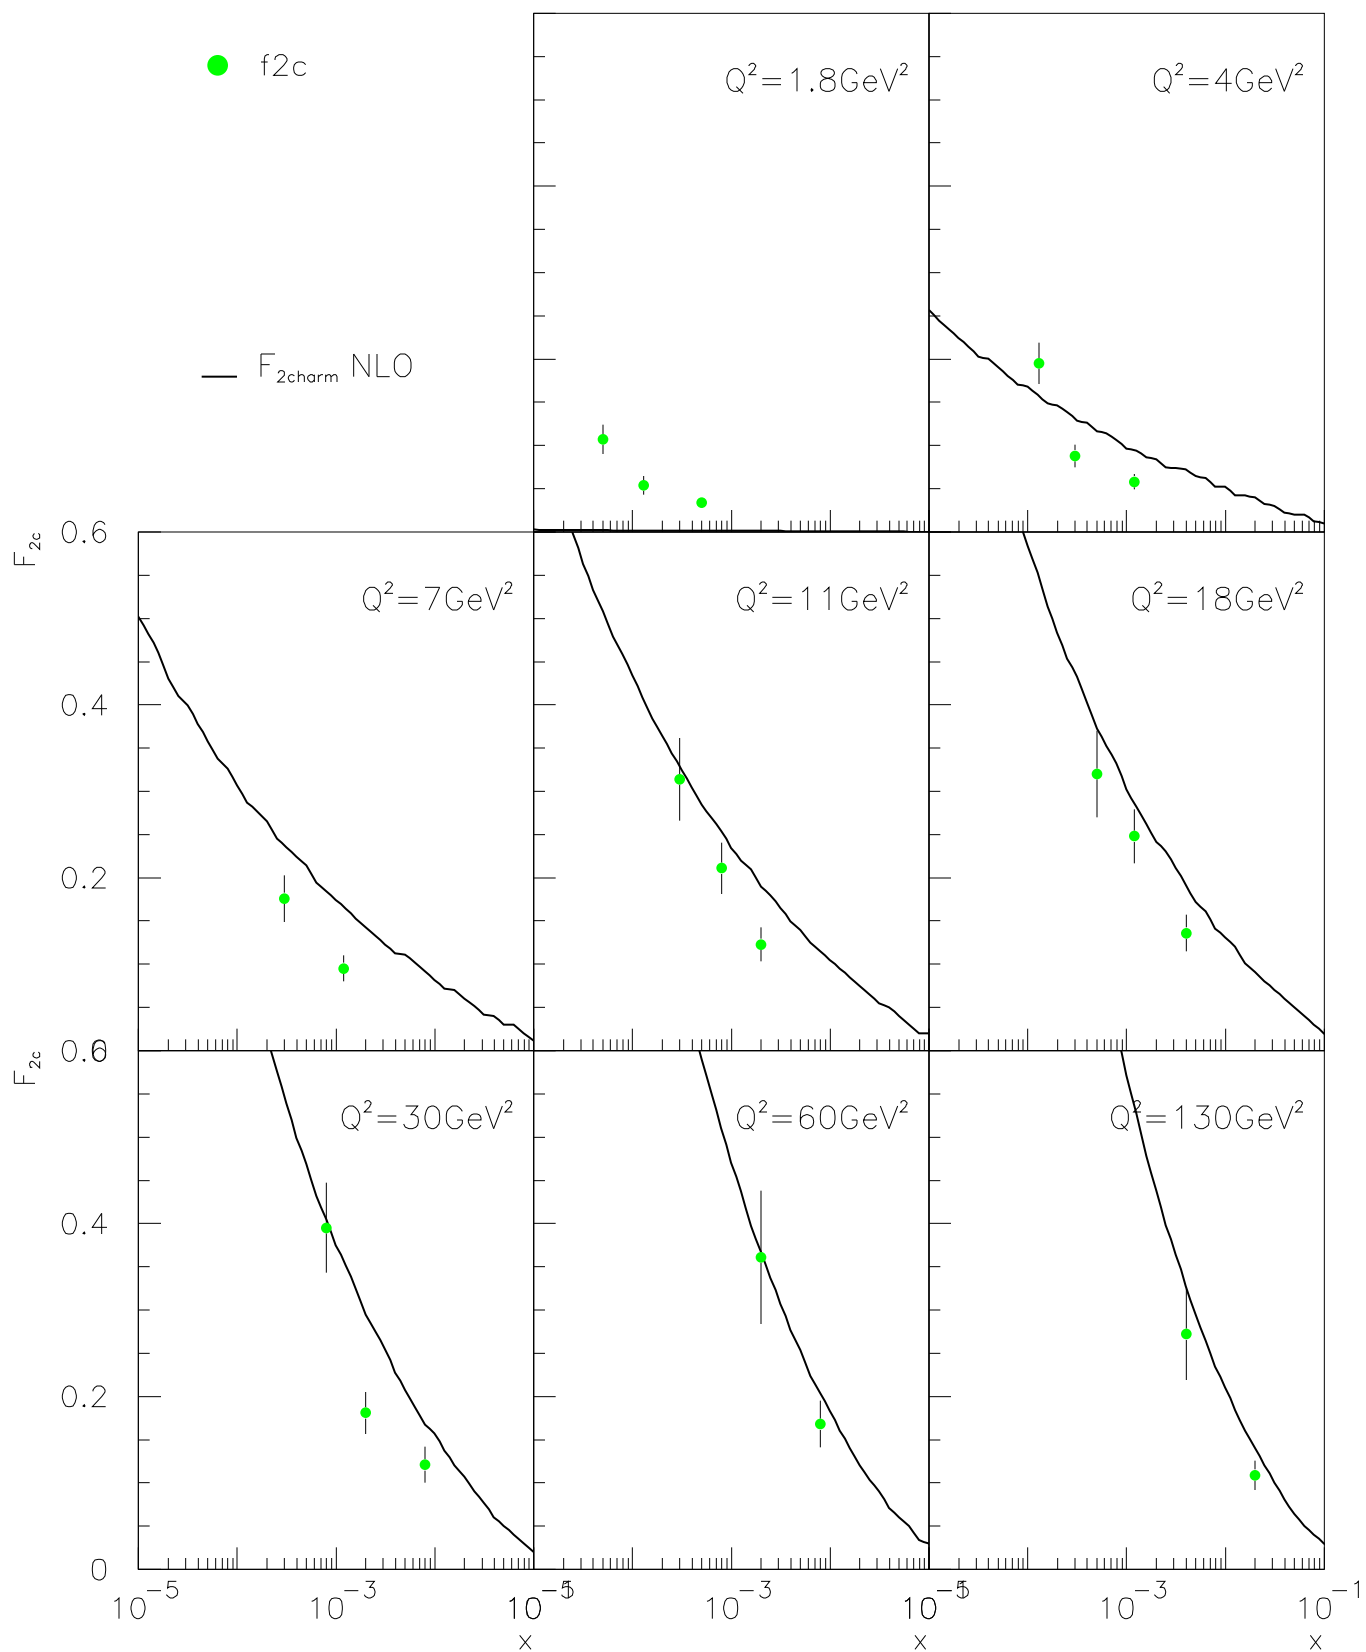 f2c
Q²=1.8GeV²
Q²=4GeV²
F₂charm NLO
F₂c
0.6
Q²=7GeV²
Q²=11GeV²
Q²=18GeV²
0.4
0.2
F₂c
0.6
Q²=30GeV²
Q²=60GeV²
Q²=130GeV²
0.4
0.2
0
10⁻⁵ 10⁻³ 10⁻⁵ 10⁻³ 10⁻⁵ 10⁻³ 10⁻¹
x x x